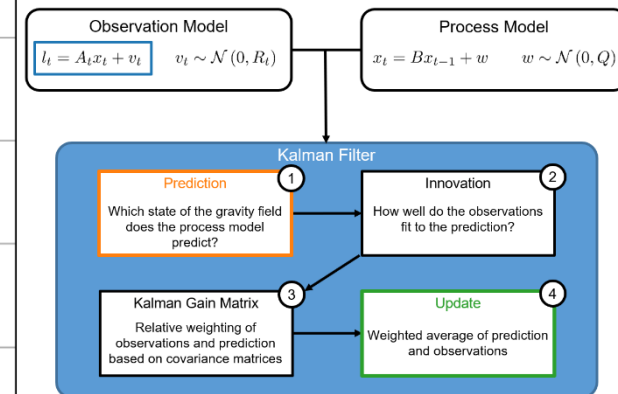 Observation Model
l_t = A_t x_t + v_t    v_t ∼ 𝒩 (0, R_t)
Process Model
x_t = Bx_{t−1} + w    w ∼ 𝒩 (0, Q)
Kalman Filter
Prediction
1
Which state of the gravity field
does the process model
predict?
Innovation
2
How well do the observations
fit to the prediction?
Kalman Gain Matrix
3
Relative weighting of
observations and prediction
based on covariance matrices
Update
4
Weighted average of prediction
and observations